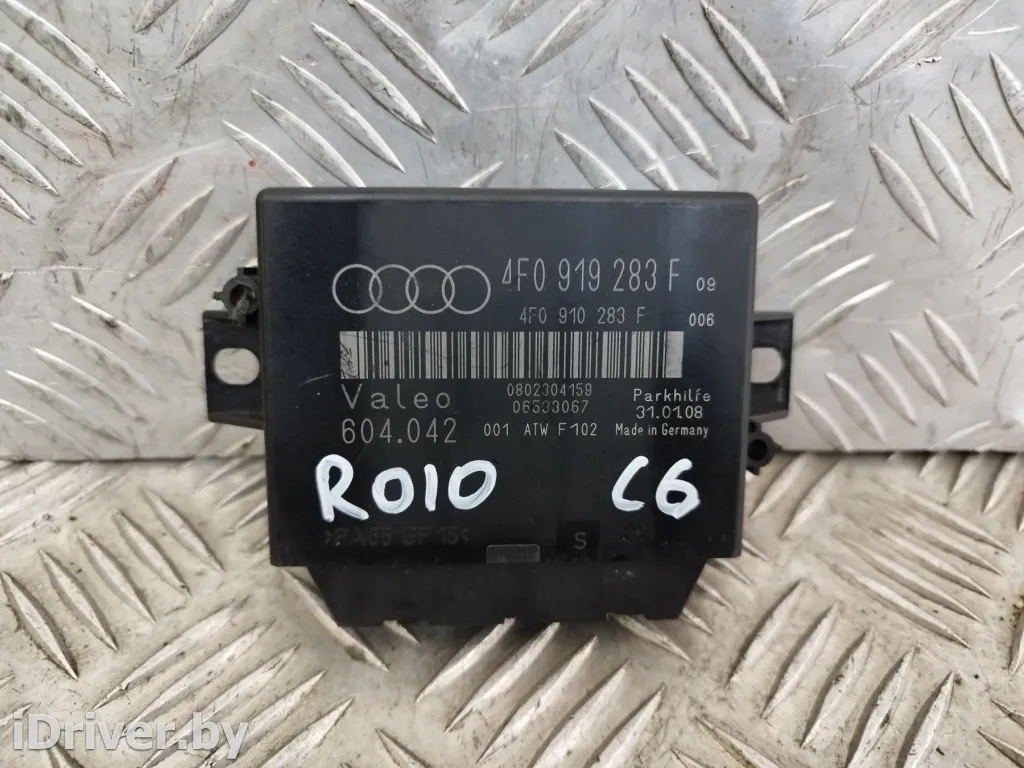 4F0 919 283 F 09
4F0 910 283 F 006
Valeo 0802304159 Parkhilfe
06533067 31.01.08
604.042 001 ATW F102 Made in Germany
R010 C6
>PA66 GF15<
S
iDriver.by